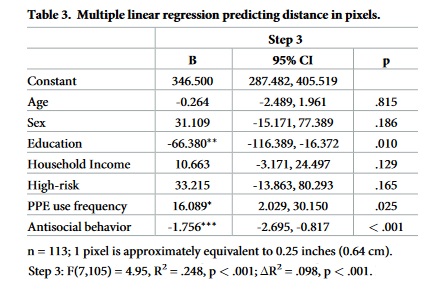 Table 3. Multiple linear regression predicting distance in pixels.
Step 3
B 95% CI p
Constant 346.500 287.482, 405.519
Age -0.264 -2.489, 1.961 .815
Sex 31.109 -15.171, 77.389 .186
Education -66.380** -116.389, -16.372 .010
Household Income 10.663 -3.171, 24.497 .129
High-risk 33.215 -13.863, 80.293 .165
PPE use frequency 16.089* 2.029, 30.150 .025
Antisocial behavior -1.756*** -2.695, -0.817 < .001
n = 113; 1 pixel is approximately equivalent to 0.25 inches (0.64 cm).
Step 3: F(7,105) = 4.95, R² = .248, p < .001; ΔR² = .098, p < .001.